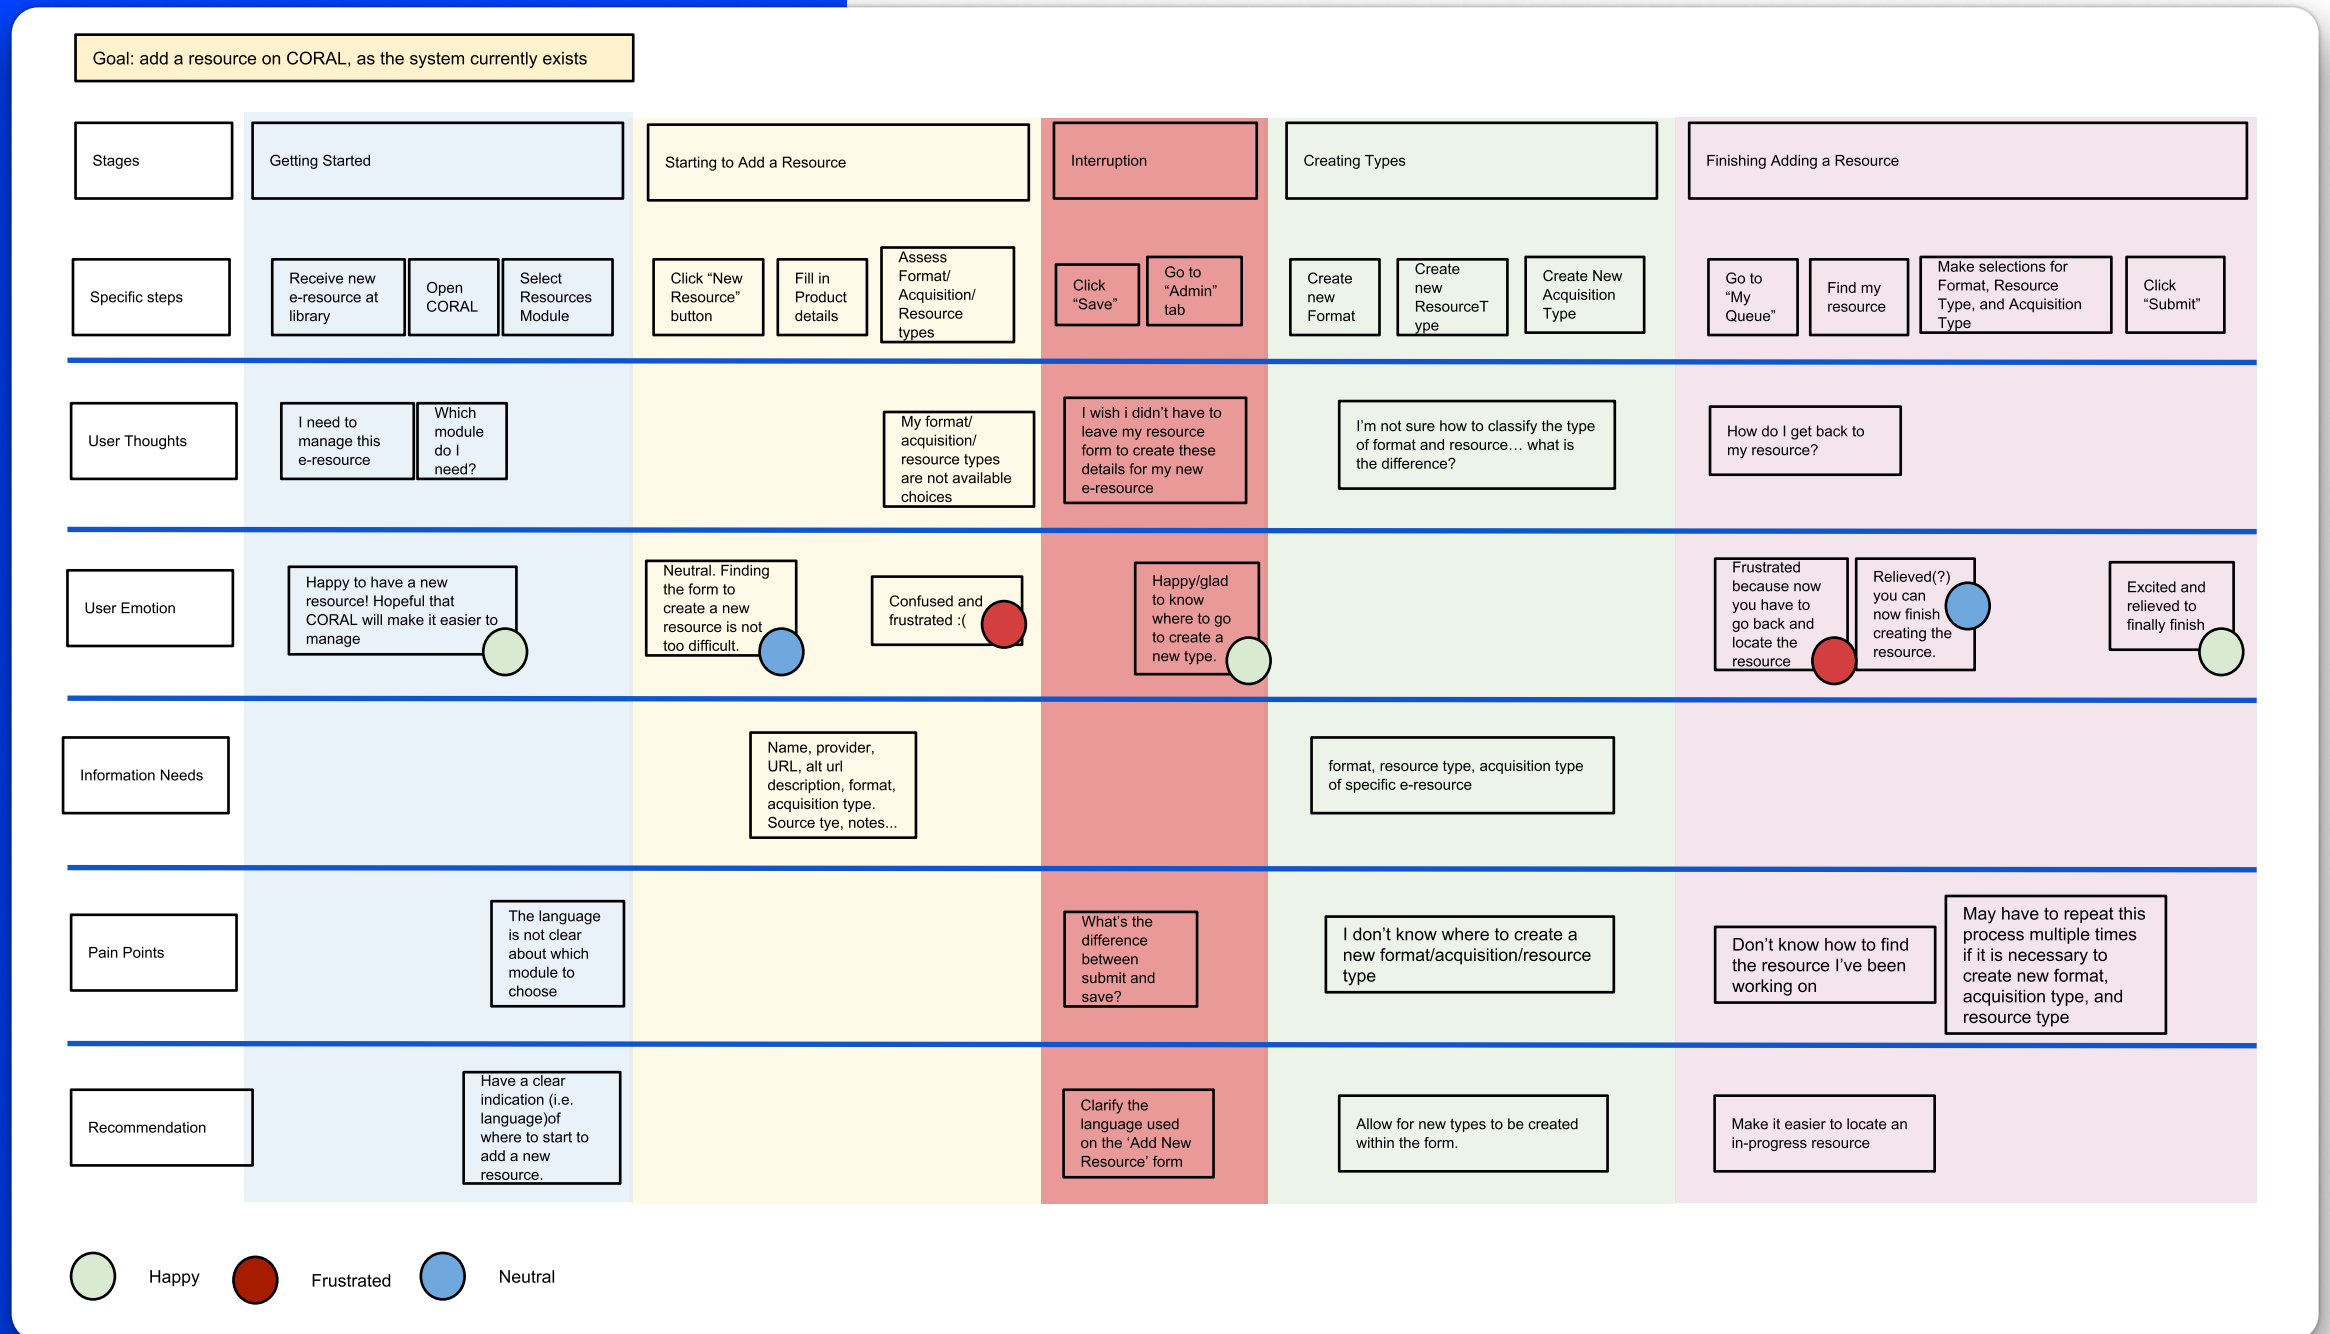 Goal: add a resource on CORAL, as the system currently exists
Stages
Getting Started
Starting to Add a Resource
Interruption
Creating Types
Finishing Adding a Resource
Specific steps
Receive new
e-resource at
library
Open
CORAL
Select
Resources
Module
Click “New
Resource”
button
Fill in
Product
details
Assess
Format/
Acquisition/
Resource
types
Click
“Save”
Go to
“Admin”
tab
Create
new
Format
Create
new
ResourceT
ype
Create New
Acquisition
Type
Go to
“My
Queue”
Find my
resource
Make selections for
Format, Resource
Type, and Acquisition
Type
Click
“Submit”
User Thoughts
I need to
manage this
e-resource
Which
module
do I
need?
My format/
acquisition/
resource types
are not available
choices
I wish i didn’t have to
leave my resource
form to create these
details for my new
e-resource
I’m not sure how to classify the type
of format and resource… what is
the difference?
How do I get back to
my resource?
User Emotion
Happy to have a new
resource! Hopeful that
CORAL will make it easier to
manage
Neutral. Finding
the form to
create a new
resource is not
too difficult.
Confused and
frustrated :(
Happy/glad
to know
where to go
to create a
new type.
Frustrated
because now
you have to
go back and
locate the
resource
Relieved(?)
you can
now finish
creating the
resource.
Excited and
relieved to
finally finish
Information Needs
Name, provider,
URL, alt url
description, format,
acquisition type.
Source tye, notes...
format, resource type, acquisition type
of specific e-resource
Pain Points
The language
is not clear
about which
module to
choose
What’s the
difference
between
submit and
save?
I don’t know where to create a
new format/acquisition/resource
type
Don’t know how to find
the resource I’ve been
working on
May have to repeat this
process multiple times
if it is necessary to
create new format,
acquisition type, and
resource type
Recommendation
Have a clear
indication (i.e.
language)of
where to start to
add a new
resource.
Clarify the
language used
on the ‘Add New
Resource’ form
Allow for new types to be created
within the form.
Make it easier to locate an
in-progress resource
Happy
Frustrated
Neutral